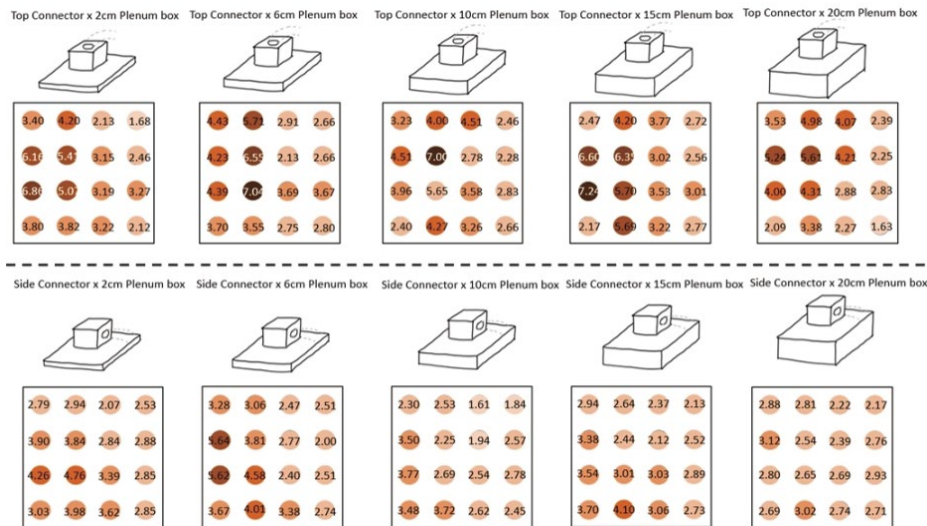 Top Connector x 2cm Plenum box Top Connector x 6cm Plenum box Top Connector x 10cm Plenum box Top Connector x 15cm Plenum box Top Connector x 20cm Plenum box
3.40 4.20 2.13 1.68 4.43 5.71 2.91 2.66 3.23 4.00 4.51 2.46 2.47 4.20 3.77 2.72 3.53 4.98 4.07 2.39
6.16 5.41 3.15 2.46 4.23 6.55 2.13 2.66 4.51 7.00 2.78 2.28 6.60 6.35 3.02 2.56 5.24 5.61 4.21 2.25
6.86 5.07 3.19 3.27 4.39 7.04 3.69 3.67 3.96 5.65 3.58 2.83 7.24 5.70 3.53 3.01 4.00 4.31 2.88 2.83
3.80 3.82 3.22 2.12 3.70 3.55 2.75 2.80 2.40 4.27 3.26 2.66 2.17 5.69 3.22 2.77 2.09 3.38 2.27 1.63
Side Connector x 2cm Plenum box Side Connector x 6cm Plenum box Side Connector x 10cm Plenum box Side Connector x 15cm Plenum box Side Connector x 20cm Plenum box
2.79 2.94 2.07 2.53 3.28 3.06 2.47 2.51 2.30 2.53 1.61 1.84 2.94 2.64 2.37 2.13 2.88 2.81 2.22 2.17
3.90 3.84 2.84 2.88 5.64 3.81 2.77 2.00 3.50 2.25 1.94 2.57 3.38 2.44 2.12 2.52 3.12 2.54 2.39 2.76
4.26 4.76 3.39 2.85 5.62 4.58 2.40 2.51 3.77 2.69 2.54 2.78 3.54 3.01 3.03 2.89 2.80 2.65 2.69 2.93
3.03 3.98 3.62 2.85 3.67 4.01 3.38 2.74 3.48 3.72 2.62 2.45 3.70 4.10 3.06 2.73 2.69 3.02 2.74 2.71